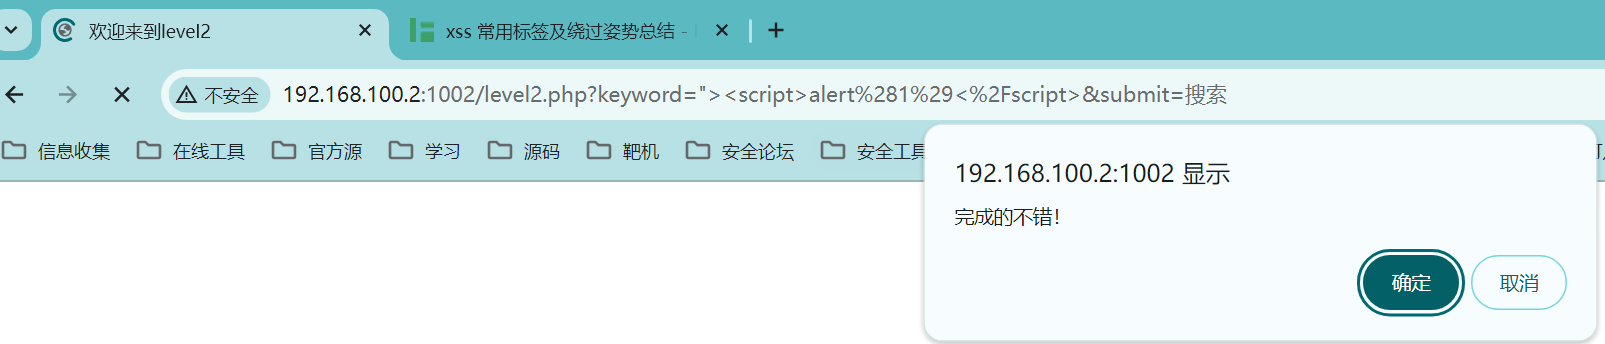 欢迎来到level2
xss 常用标签及绕过姿势总结 -
不安全
192.168.100.2:1002/level2.php?keyword="><script>alert%281%29<%2Fscript>&submit=搜索
信息收集 在线工具 官方源 学习 源码 靶机 安全论坛 安全工具
192.168.100.2:1002 显示
完成的不错!
确定
取消